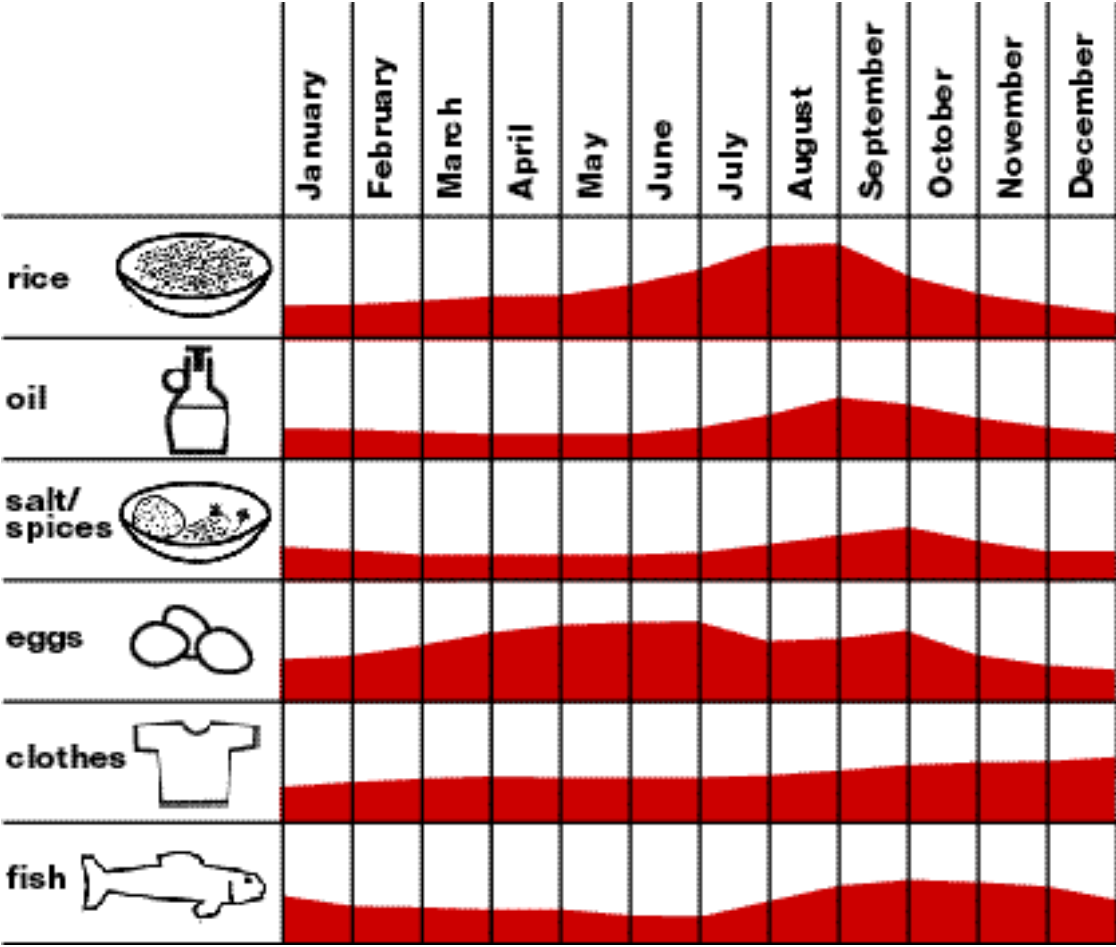 January
February
March
April
May
June
July
August
September
October
November
December
rice
oil
salt/
spices
eggs
clothes
fish